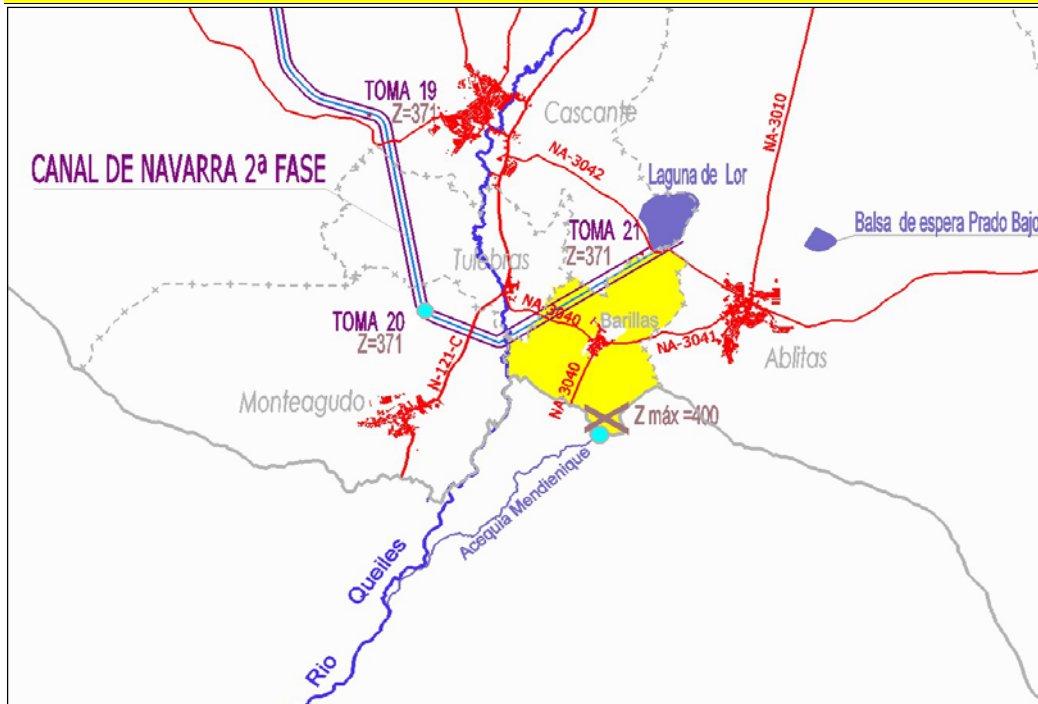 TOMA 19
Z=371
Cascante
NA-3010
CANAL DE NAVARRA 2ª FASE
NA-3042
Laguna de Lor
TOMA 21
Z=371
Balsa de espera Prado Bajo
Tulebras
TOMA 20
Z=371
NA-3040
Barillas
NA-3041
Ablitas
N-121-C
NA-3040
Monteagudo
Z máx =400
Acequia Mendienique
Rio Queiles